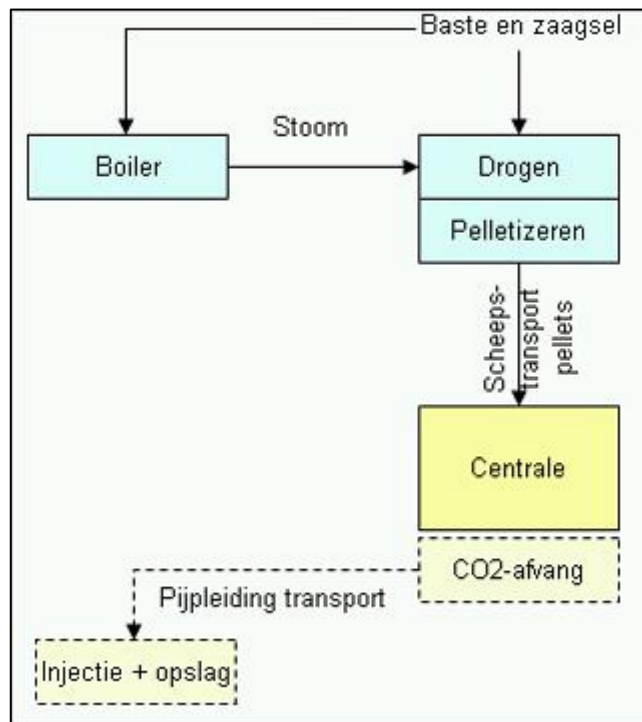 Baste en zaagsel
Stoom
Boiler
Drogen
Pelletizeren
Scheeps-
transport
pellets
Centrale
CO2-afvang
Pijpleiding transport
Injectie + opslag